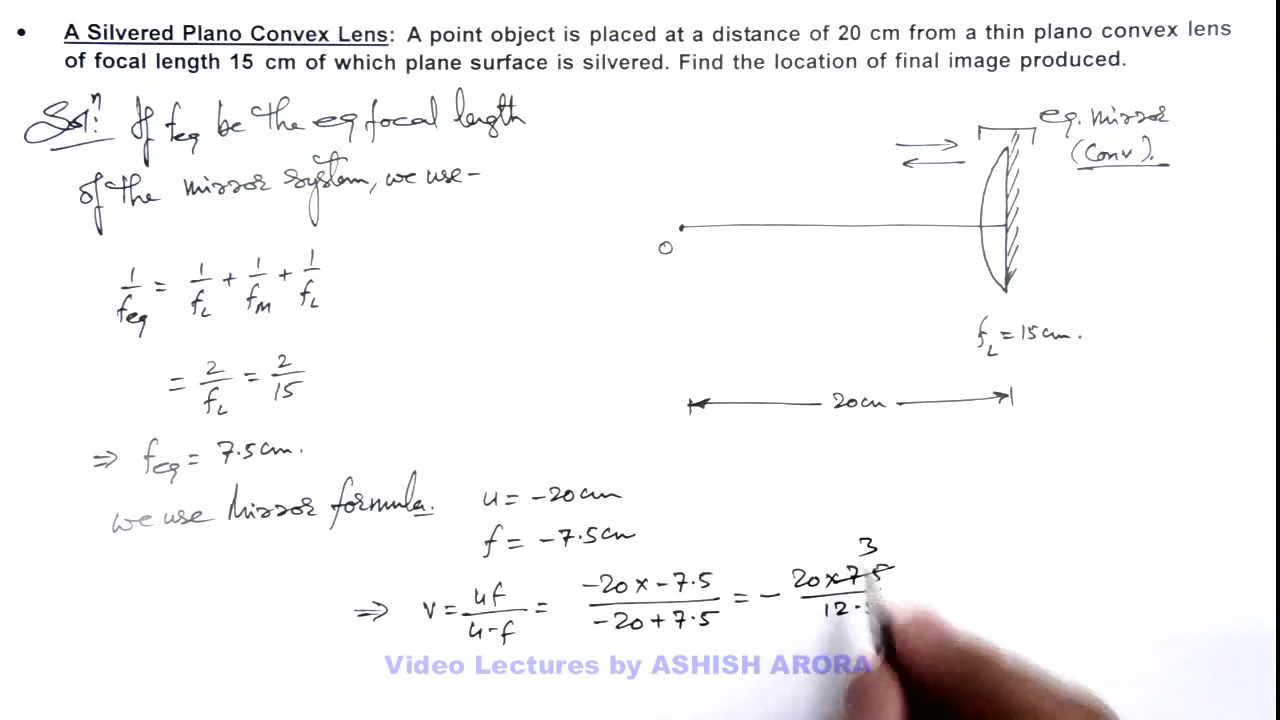 • A Silvered Plano Convex Lens: A point object is placed at a distance of 20 cm from a thin plano convex lens
of focal length 15 cm of which plane surface is silvered. Find the location of final image produced.
Solⁿ: If feq be the eq focal length
of the mirror system, we use-
1/feq = 1/fL + 1/fM + 1/fL
= 2/fL = 2/15
⇒ feq = 7.5cm.
we use Mirror formula. u = -20cm
f = -7.5cm
⇒ v = uf/u-f = -20x-7.5/-20+7.5 = - 20x7.5/12. 3
eq. mirror
(Conv).
O
fL = 15cm.
20cm
Video Lectures by ASHISH ARORA